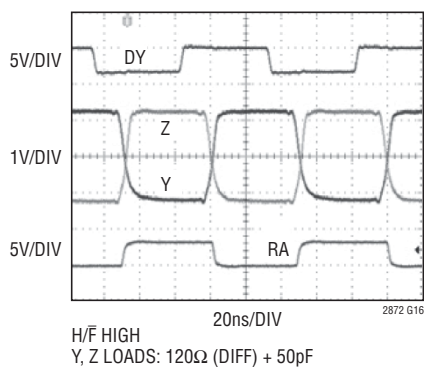 5V/DIV
DY
Z
1V/DIV
Y
5V/DIV
RA
20ns/DIV
2872 G16
H/F̅ HIGH
Y, Z LOADS: 120Ω (DIFF) + 50pF